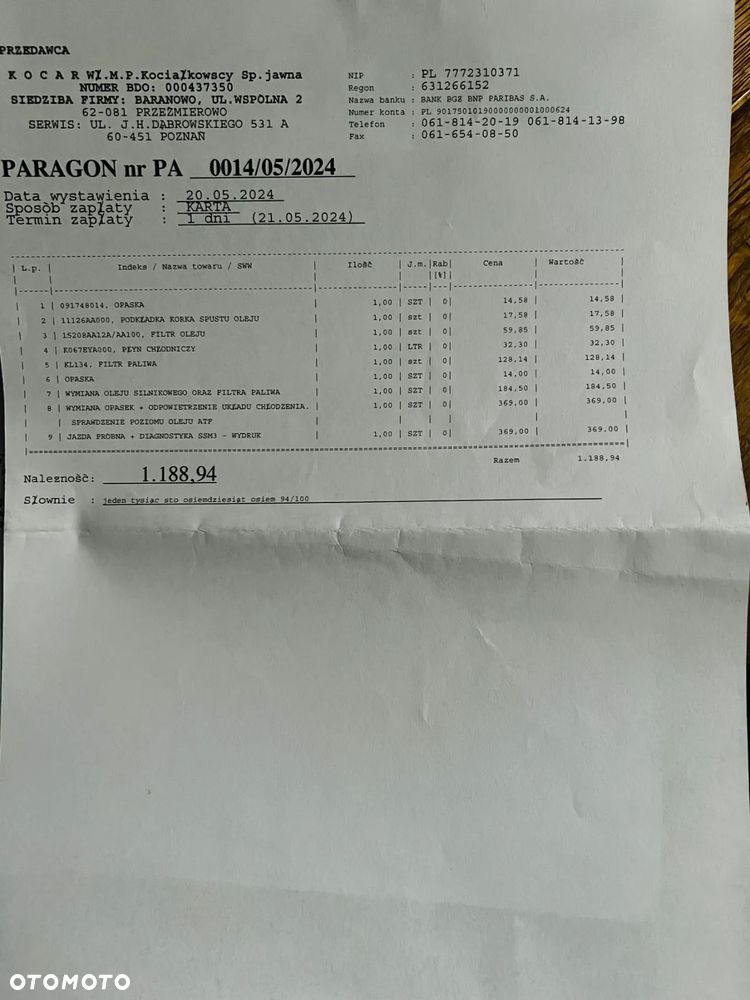 PRZEDAWCA
K O C A R Wł.M.P.Kociałkowscy Sp.jawna
NUMER BDO: 000437350
SIEDZIBA FIRMY: BARANOWO, UL.WSPÓLNA 2
62-081 PRZEŹMIEROWO
SERWIS: UL. J.H.DĄBROWSKIEGO 531 A
60-451 POZNAŃ
NIP : PL 7772310371
Regon : 631266152
Nazwa banku : BANK BGŻ BNP PARIBAS S.A.
Numer konta : PL 90175010190000000001000624
Telefon : 061-814-20-19 061-814-13-98
Fax : 061-654-08-50
PARAGON nr PA 0014/05/2024
Data wystawienia : 20.05.2024
Sposób zapłaty : KARTA
Termin zapłaty : 1 dni (21.05.2024)
| L.p. | Indeks / Nazwa towaru / SWW | Ilość | J.m. |Rab| Cena | Wartość |
|[%]|
| 1 | 091748014, OPASKA | 1,00 | SZT | 0| 14,58 | 14,58 |
| 2 | 11126AA000, PODKŁADKA KORKA SPUSTU OLEJU | 1,00 | szt | 0| 17,58 | 17,58 |
| 3 | 15208AA12A/AA100, FILTR OLEJU | 1,00 | szt | 0| 59,85 | 59,85 |
| 4 | K067EYA000, PŁYN CHŁODNICZY | 1,00 | LTR | 0| 32,30 | 32,30 |
| 5 | KL134, FILTR PALIWA | 1,00 | szt | 0| 128,14 | 128,14 |
| 6 | OPASKA | 1,00 | SZT | 0| 14,00 | 14,00 |
| 7 | WYMIANA OLEJU SILNIKOWEGO ORAZ FILTRA PALIWA | 1,00 | SZT | 0| 184,50 | 184,50 |
| 8 | WYMIANA OPASEK + ODPOWIETRZENIE UKŁADU CHŁODZENIA. | 1,00 | SZT | 0| 369,00 | 369,00 |
| | SPRAWDZENIE POZIOMU OLEJU ATF | | | | | |
| 9 | JAZDA PRÓBNA + DIAGNOSTYKA SSM3 - WYDRUK | 1,00 | SZT | 0| 369,00 | 369,00 |
Razem 1.188,94
Należność: 1.188,94
Słownie : jeden tysiąc sto osiemdziesiąt osiem 94/100
OTOMOTO